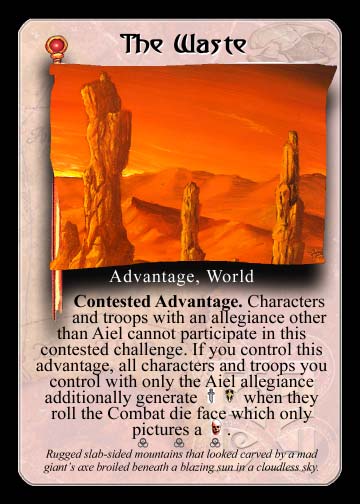 The Waste
Advantage, World
Contested Advantage. Characters
and troops with an allegiance other
than Aiel cannot participate in this
contested challenge. If you control this
advantage, all characters and troops you
control with only the Aiel allegiance
additionally generate when they
roll the Combat die face which only
pictures a .
Rugged slab-sided mountains that looked carved by a mad
giant's axe broiled beneath a blazing sun in a cloudless sky.